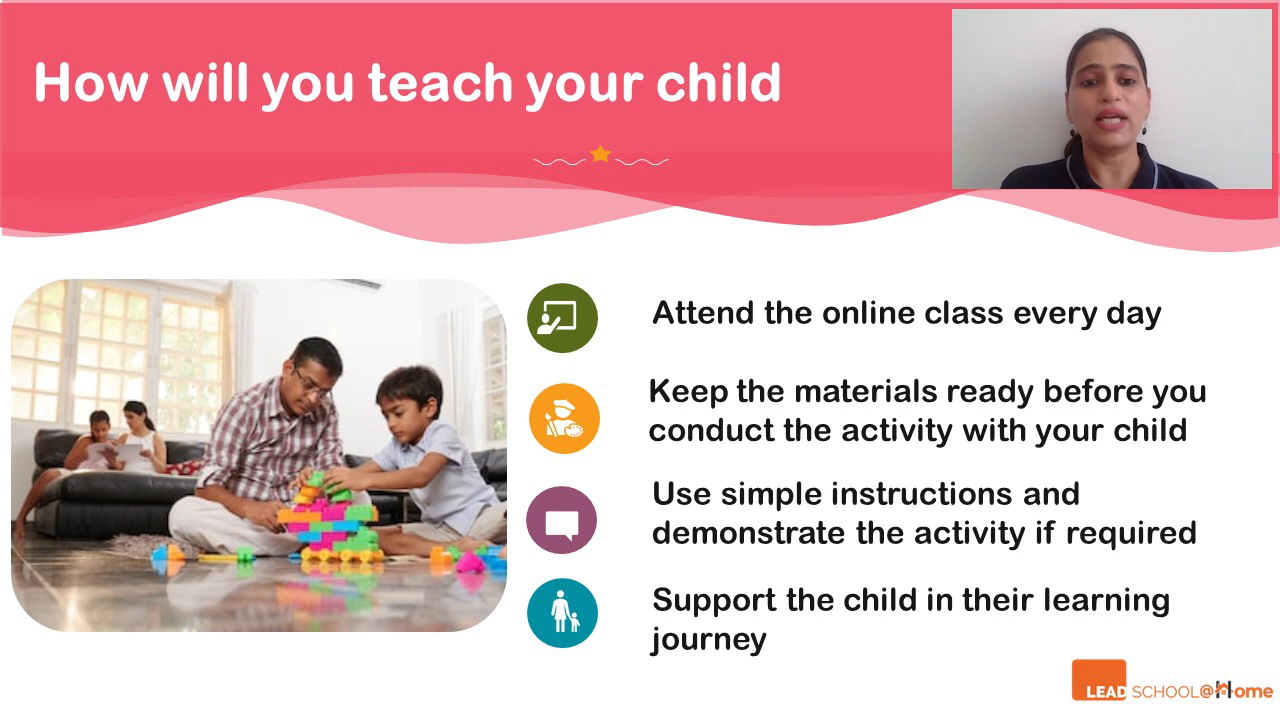 How will you teach your child
Attend the online class every day
Keep the materials ready before you
conduct the activity with your child
Use simple instructions and
demonstrate the activity if required
Support the child in their learning
journey
LEAD SCHOOL@Home